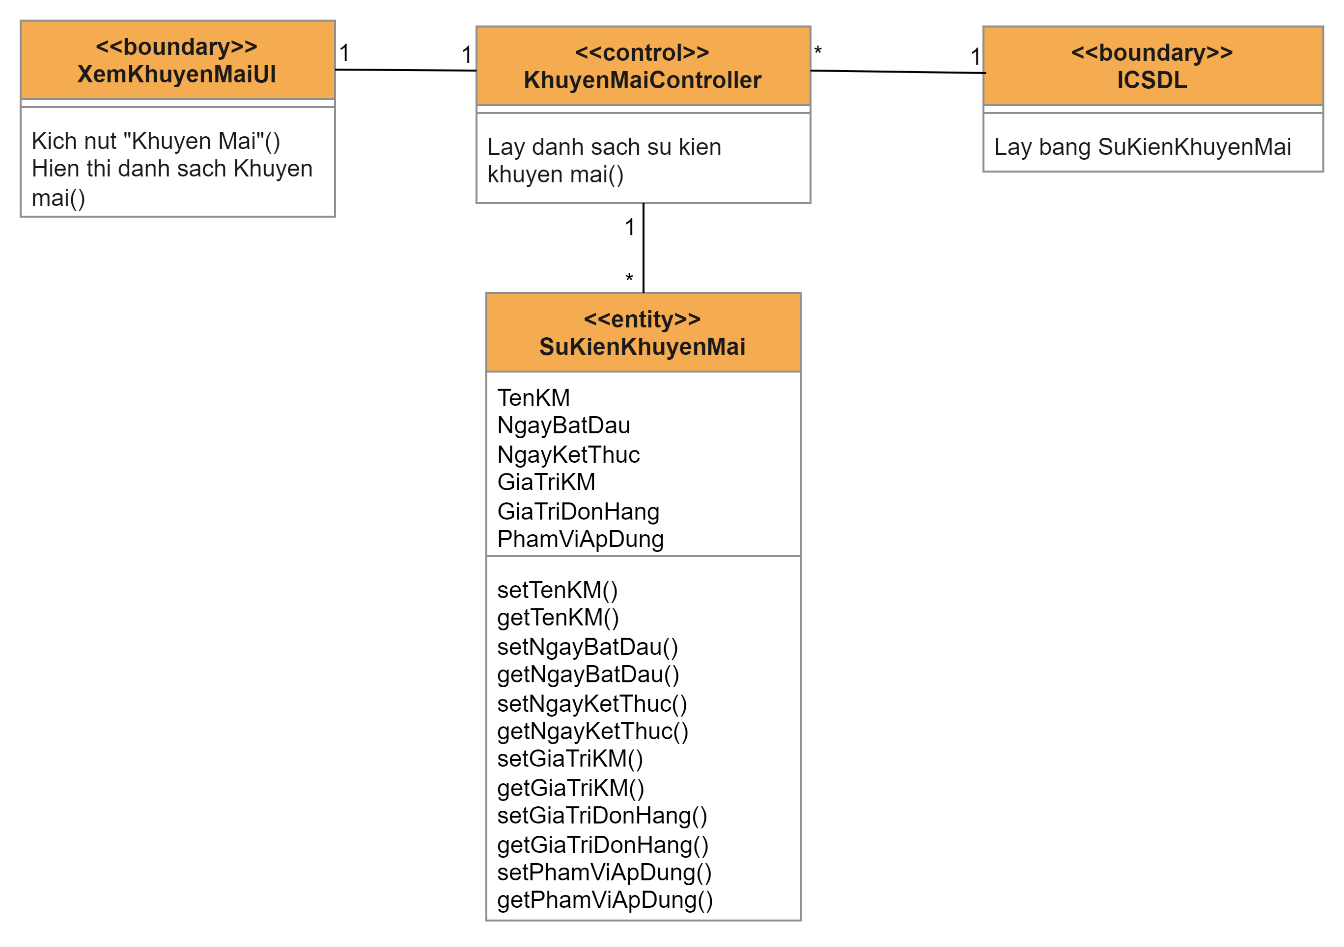 <<boundary>>
XemKhuyenMaiUI
Kich nut "Khuyen Mai"()
Hien thi danh sach Khuyen
mai()
1
1
<<control>>
KhuyenMaiController
Lay danh sach su kien
khuyen mai()
*
1
<<boundary>>
ICSDL
Lay bang SuKienKhuyenMai
1
*
<<entity>>
SuKienKhuyenMai
TenKM
NgayBatDau
NgayKetThuc
GiaTriKM
GiaTriDonHang
PhamViApDung
setTenKM()
getTenKM()
setNgayBatDau()
getNgayBatDau()
setNgayKetThuc()
getNgayKetThuc()
setGiaTriKM()
getGiaTriKM()
setGiaTriDonHang()
getGiaTriDonHang()
setPhamViApDung()
getPhamViApDung()